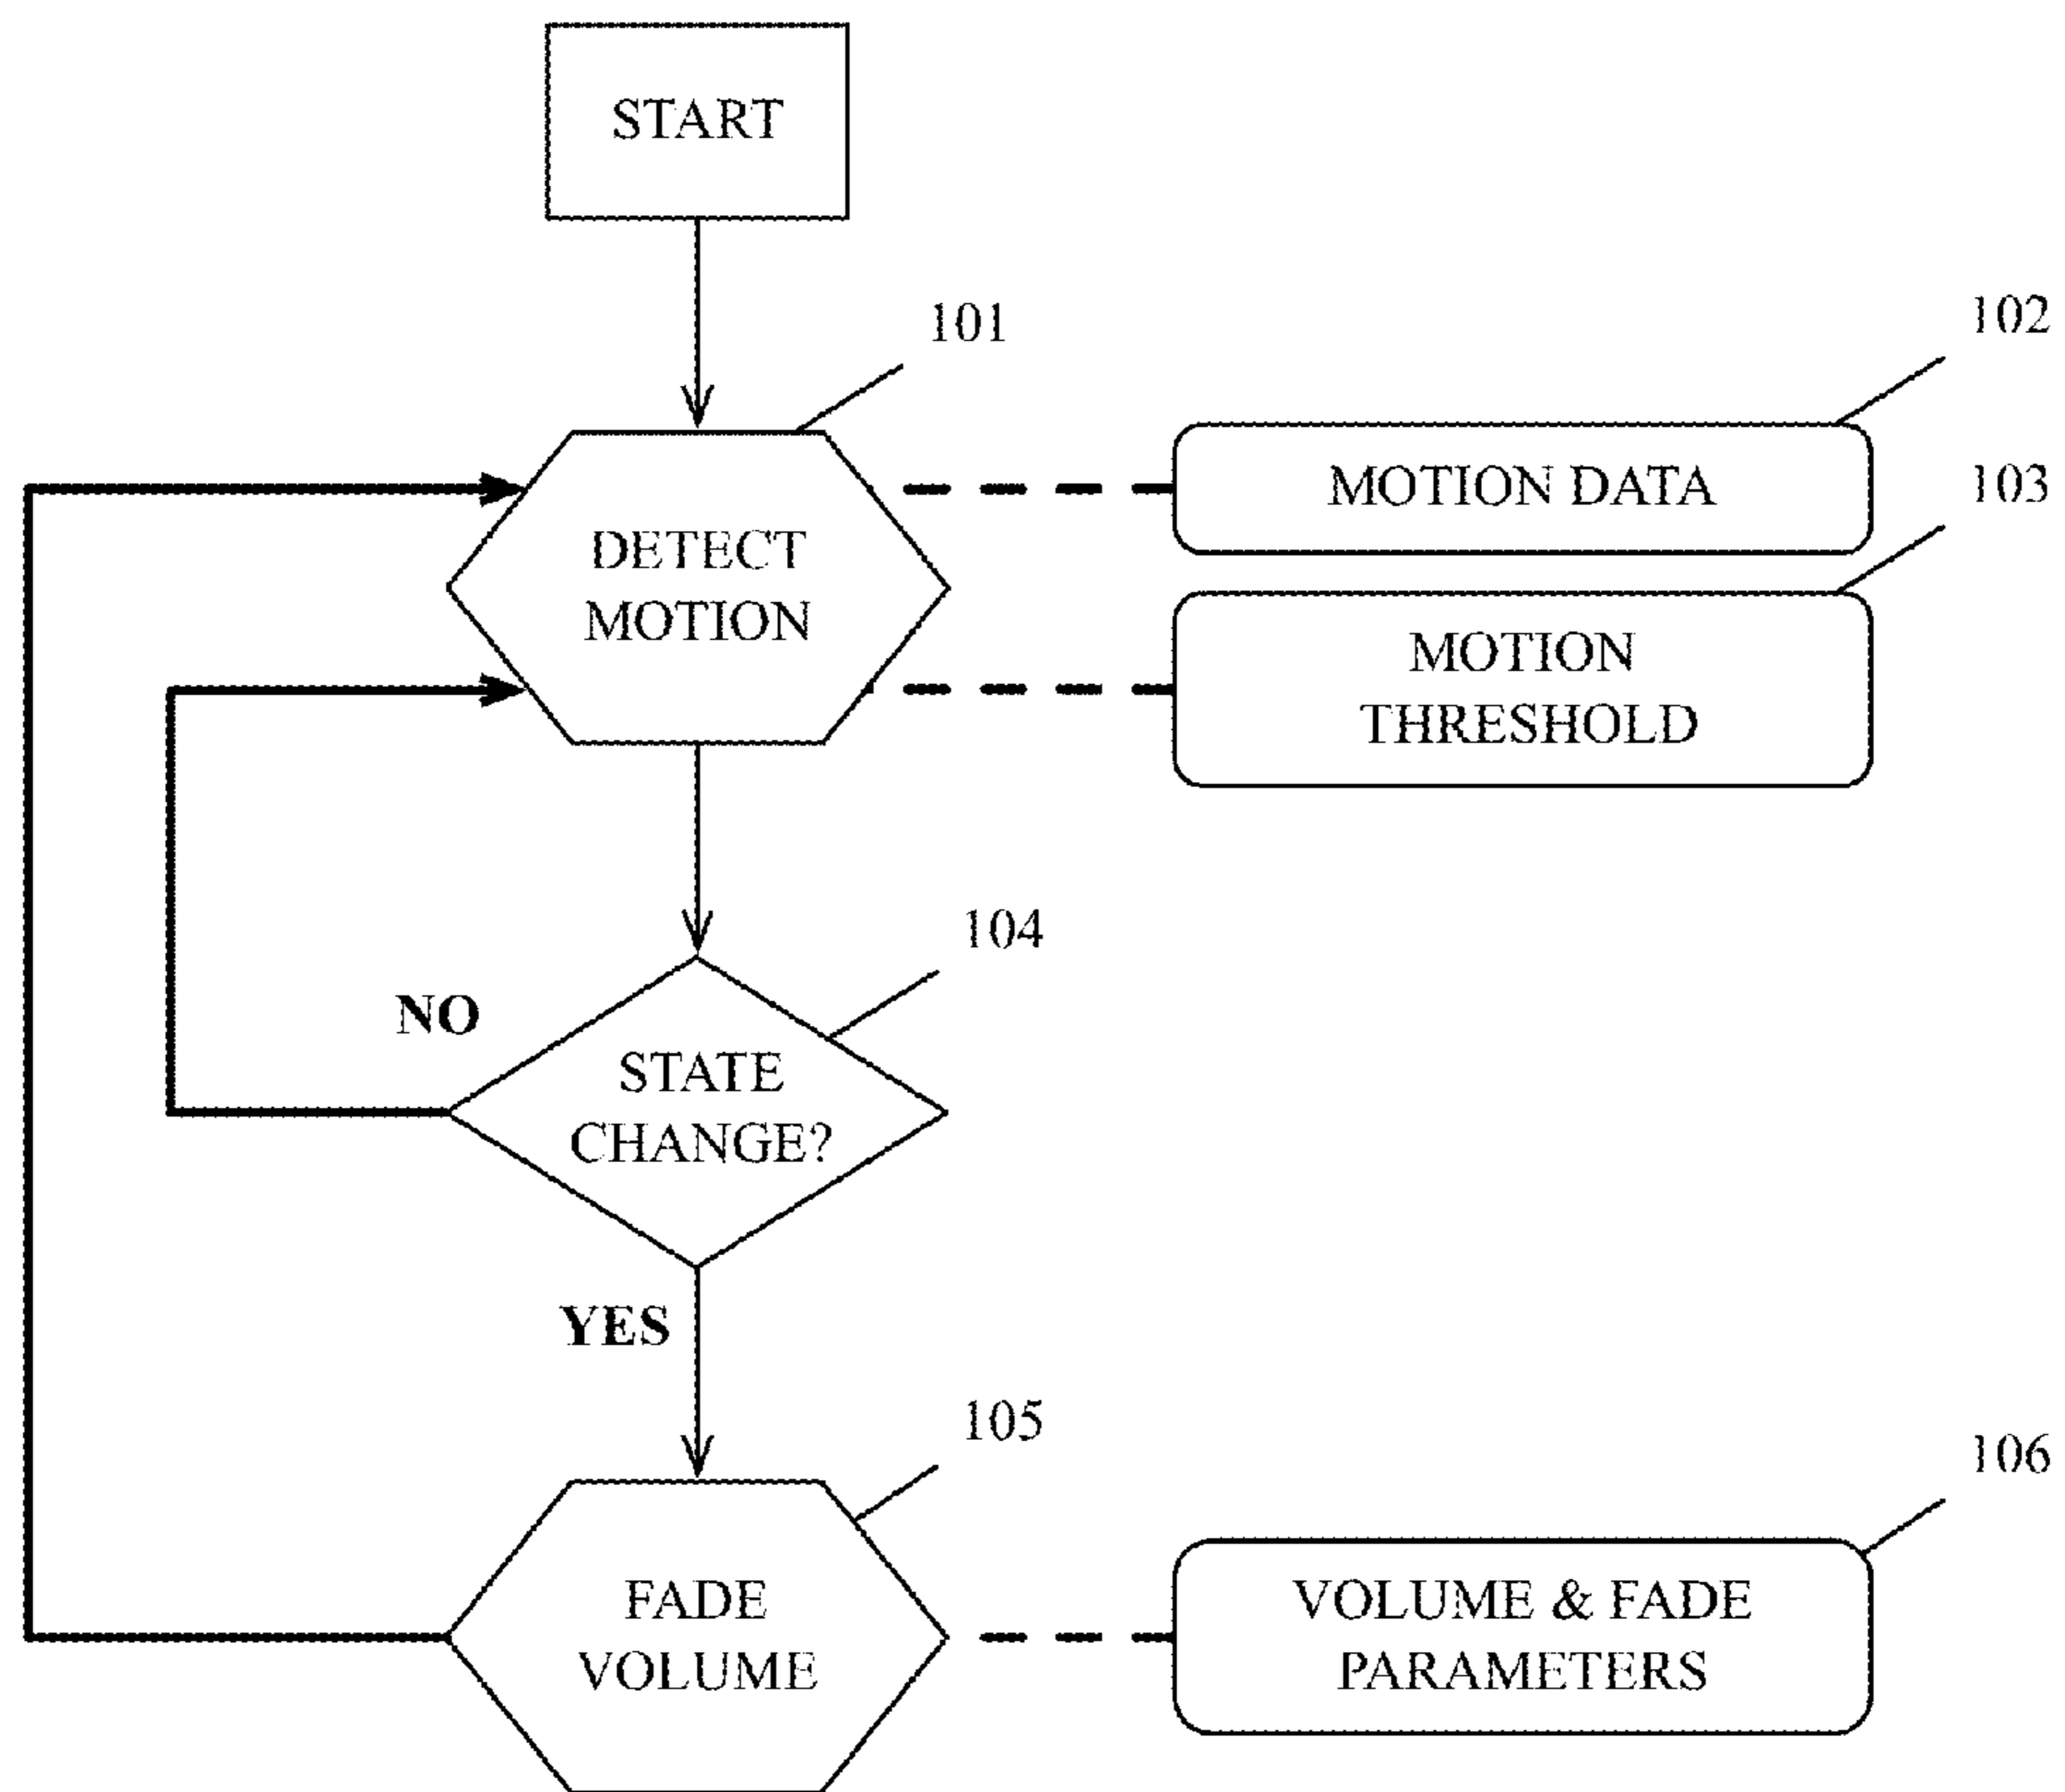 START
101
102
MOTION DATA
103
DETECT
MOTION
MOTION
THRESHOLD
104
NO
STATE
CHANGE?
YES
105
106
FADE
VOLUME
VOLUME & FADE
PARAMETERS